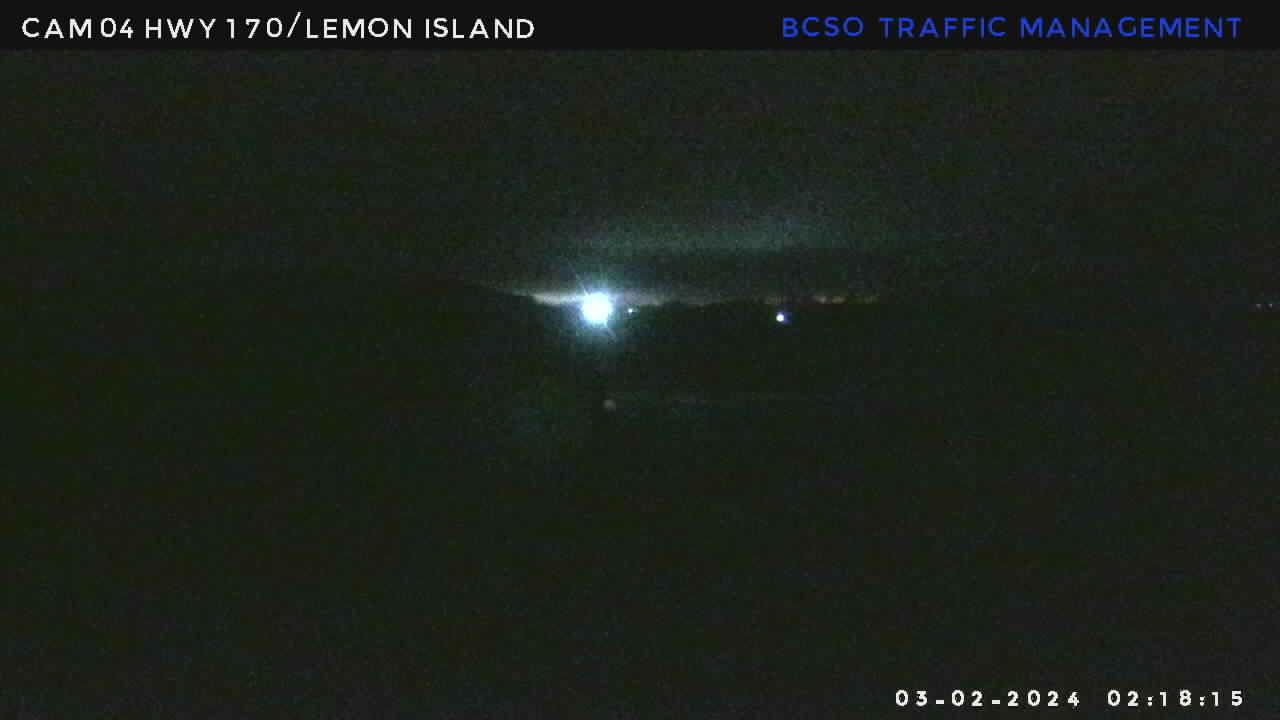 CAM04 HWY 170/LEMON ISLAND
BCSO TRAFFIC MANAGEMENT
03-02-2024 02:18:15